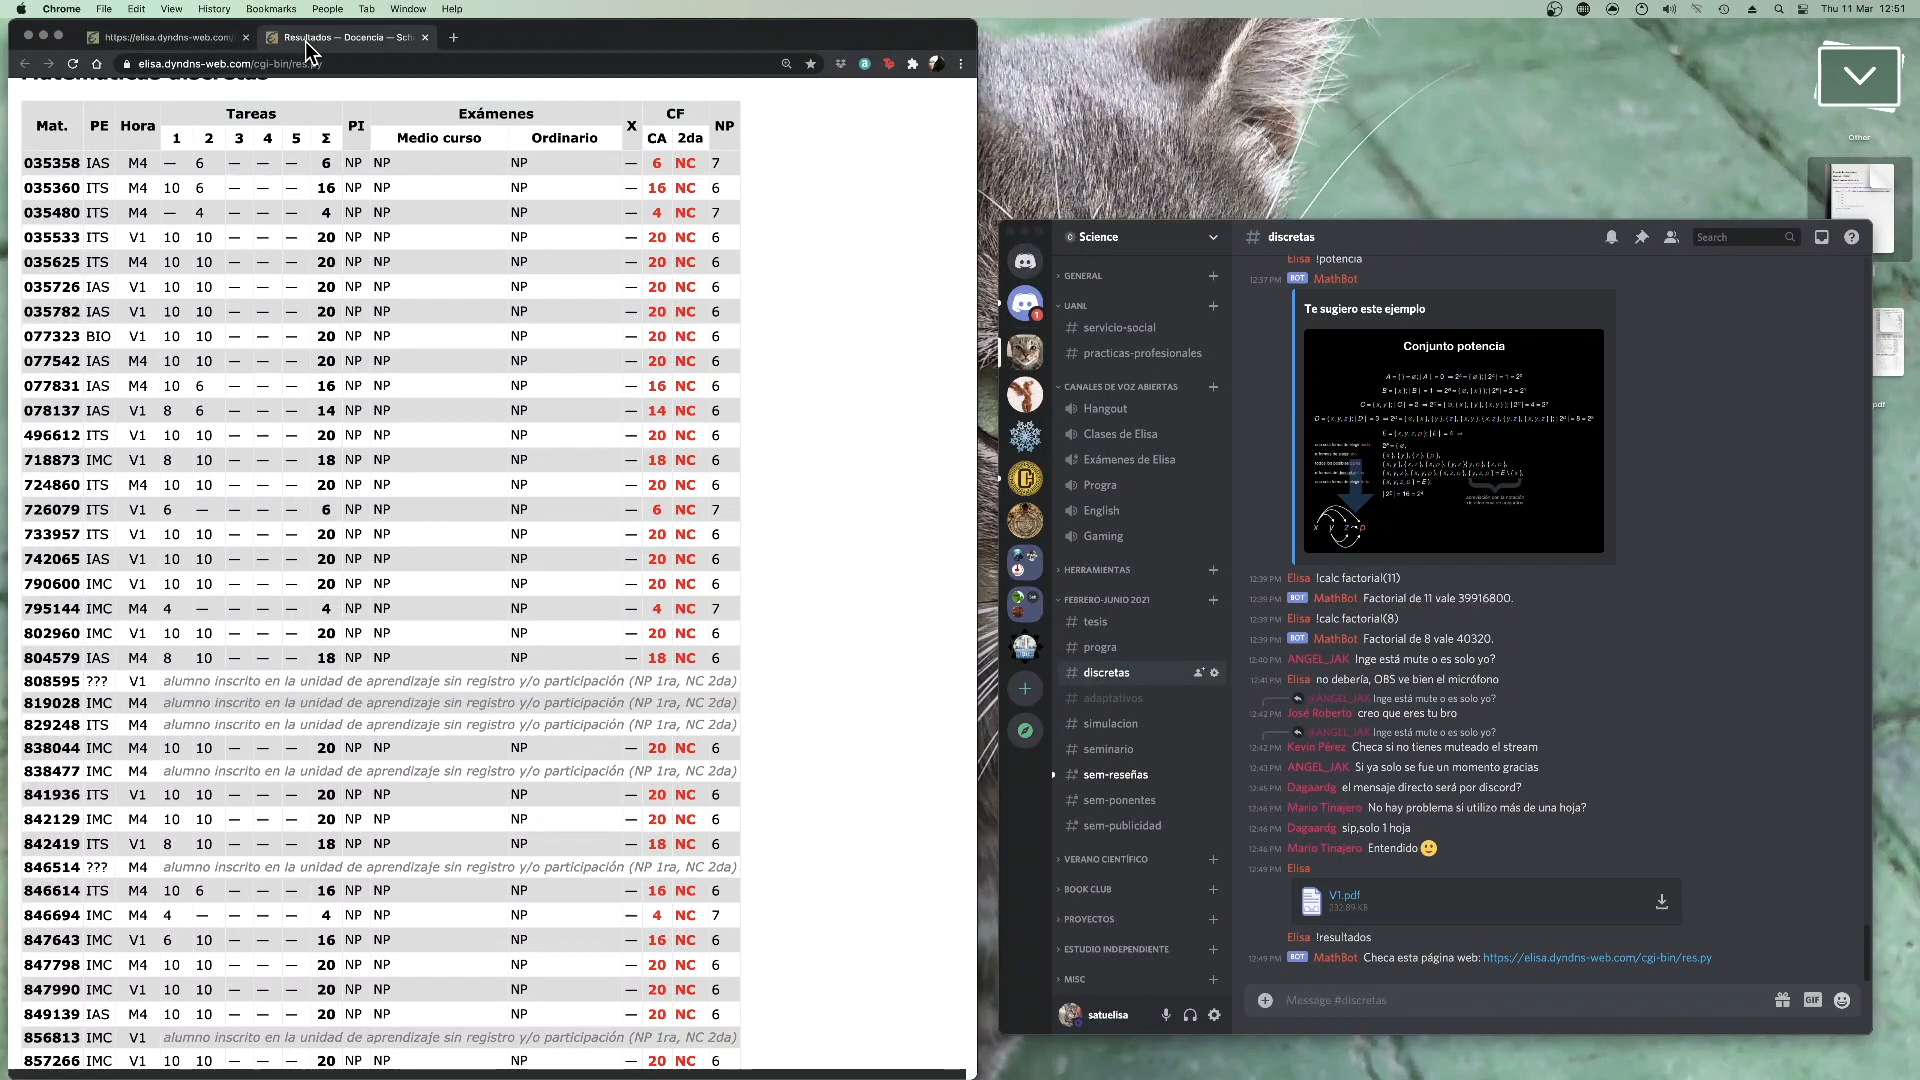 Chrome File Edit View History Bookmarks People Tab Window Help
Thu 11 Mar 12:51
https://elisa.dyndns-web.com/
Resultados — Docencia — Sch
elisa.dyndns-web.com/cgi-bin/res.py
Mat. PE Hora Tareas PI Exámenes X CF NP
1 2 3 4 5 Σ Medio curso Ordinario CA 2da
035358 IAS M4 — 6 — — — 6 NP NP NP — 6 NC 7
035360 ITS M4 10 6 — — — 16 NP NP NP — 16 NC 6
035480 ITS M4 — 4 — — — 4 NP NP NP — 4 NC 7
035533 ITS V1 10 10 — — — 20 NP NP NP — 20 NC 6
035625 ITS M4 10 10 — — — 20 NP NP NP — 20 NC 6
035726 IAS M4 10 10 — — — 20 NP NP NP — 20 NC 6
035782 IAS M4 10 10 — — — 20 NP NP NP — 20 NC 6
077323 BIO V1 10 10 — — — 20 NP NP NP — 20 NC 6
077542 IAS M4 10 10 — — — 20 NP NP NP — 20 NC 6
077831 IAS M4 10 6 — — — 16 NP NP NP — 16 NC 6
078137 IAS V1 8 6 — — — 14 NP NP NP — 14 NC 6
496612 ITS V1 10 10 — — — 20 NP NP NP — 20 NC 6
718873 IMC V1 8 10 — — — 18 NP NP NP — 18 NC 6
724860 ITS M4 10 10 — — — 20 NP NP NP — 20 NC 6
726079 ITS V1 6 — — — — 6 NP NP NP — 6 NC 7
733957 ITS V1 10 10 — — — 20 NP NP NP — 20 NC 6
742065 IAS V1 10 10 — — — 20 NP NP NP — 20 NC 6
790600 IMC V1 10 10 — — — 20 NP NP NP — 20 NC 6
795144 IMC M4 4 — — — — 4 NP NP NP — 4 NC 7
802960 IMC V1 10 10 — — — 20 NP NP NP — 20 NC 6
804579 IAS M4 8 10 — — — 18 NP NP NP — 18 NC 6
808595 ??? V1 alumno inscrito en la unidad de aprendizaje sin registro y/o participación (NP 1ra, NC 2da)
819028 IMC M4 alumno inscrito en la unidad de aprendizaje sin registro y/o participación (NP 1ra, NC 2da)
829248 ITS M4 alumno inscrito en la unidad de aprendizaje sin registro y/o participación (NP 1ra, NC 2da)
838044 IMC M4 10 10 — — — 20 NP NP NP — 20 NC 6
838477 IMC M4 alumno inscrito en la unidad de aprendizaje sin registro y/o participación (NP 1ra, NC 2da)
841936 ITS V1 10 10 — — — 20 NP NP NP — 20 NC 6
842129 IMC M4 10 10 — — — 20 NP NP NP — 20 NC 6
842419 ITS V1 8 10 — — — 18 NP NP NP — 18 NC 6
846514 ??? M4 alumno inscrito en la unidad de aprendizaje sin registro y/o participación (NP 1ra, NC 2da)
846614 ITS M4 10 6 — — — 16 NP NP NP — 16 NC 6
846694 IMC M4 4 — — — — 4 NP NP NP — 4 NC 7
847643 IMC V1 6 10 — — — 16 NP NP NP — 16 NC 6
847798 IMC M4 10 10 — — — 20 NP NP NP — 20 NC 6
847990 IMC V1 10 10 — — — 20 NP NP NP — 20 NC 6
849139 IAS M4 10 10 — — — 20 NP NP NP — 20 NC 6
856813 IMC V1 alumno inscrito en la unidad de aprendizaje sin registro y/o participación (NP 1ra, NC 2da)
857266 IMC V1 10 10 — — — 20 NP NP NP — 20 NC 6
Other
pdf
Science
GENERAL
UANL
# servicio-social
# practicas-profesionales
CANALES DE VOZ ABIERTAS
Hangout
Clases de Elisa
Exámenes de Elisa
Progra
English
Gaming
HERRAMIENTAS
FEBRERO-JUNIO 2021
# tesis
# progra
# discretas
# adaptativos
# simulacion
# seminario
# sem-reseñas
# sem-ponentes
# sem-publicidad
VERANO CIENTÍFICO
BOOK CLUB
PROYECTOS
ESTUDIO INDEPENDIENTE
MISC
satuelisa
# discretas
Search
Elisa !potencia
12:37 PM BOT MathBot
Te sugiero este ejemplo
Conjunto potencia
12:39 PM Elisa !calc factorial(11)
12:39 PM BOT MathBot Factorial de 11 vale 39916800.
12:39 PM Elisa !calc factorial(8)
12:39 PM BOT MathBot Factorial de 8 vale 40320.
12:40 PM ANGEL_JAK Inge está mute o es solo yo?
12:41 PM Elisa no debería, OBS ve bien el micrófono
@ANGEL_JAK Inge está mute o es solo yo?
12:42 PM José Roberto creo que eres tu bro
@ANGEL_JAK Inge está mute o es solo yo?
12:42 PM Kevin Pérez Checa si no tienes muteado el stream
12:43 PM ANGEL_JAK Si ya solo se fue un momento gracias
12:45 PM Dagaardg el mensaje directo será por discord?
12:46 PM Mario Tinajero No hay problema si utilizo más de una hoja?
12:46 PM Dagaardg sip,solo 1 hoja
12:46 PM Mario Tinajero Entendido 🙂
12:49 PM Elisa
V1.pdf
232.89 KB
Elisa !resultados
12:49 PM BOT MathBot Checa esta página web: https://elisa.dyndns-web.com/cgi-bin/res.py
Message #discretas
GIF